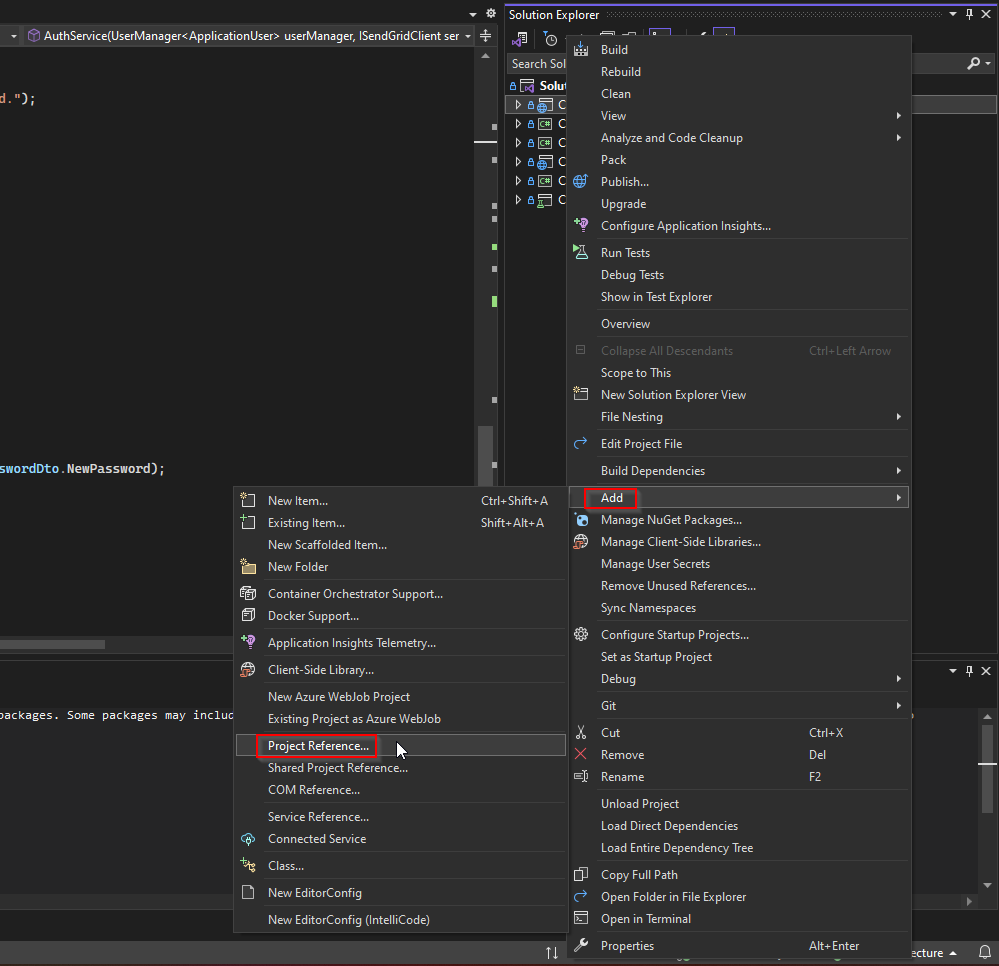 Solution Explorer
AuthService(UserManager<ApplicationUser> userManager, ISendGridClient ser
Search Sol
Solut
d.");
C
C
C
C
C
C
Build
Rebuild
Clean
View
Analyze and Code Cleanup
Pack
Publish...
Upgrade
Configure Application Insights...
Run Tests
Debug Tests
Show in Test Explorer
Overview
Collapse All Descendants Ctrl+Left Arrow
Scope to This
New Solution Explorer View
File Nesting
Edit Project File
Build Dependencies
Add
Manage NuGet Packages...
Manage Client-Side Libraries...
Manage User Secrets
Remove Unused References...
Sync Namespaces
Configure Startup Projects...
Set as Startup Project
Debug
Git
Cut Ctrl+X
Remove Del
Rename F2
Unload Project
Load Direct Dependencies
Load Entire Dependency Tree
Copy Full Path
Open Folder in File Explorer
Open in Terminal
Properties Alt+Enter
swordDto.NewPassword);
New Item... Ctrl+Shift+A
Existing Item... Shift+Alt+A
New Scaffolded Item...
New Folder
Container Orchestrator Support...
Docker Support...
Application Insights Telemetry...
Client-Side Library...
New Azure WebJob Project
Existing Project as Azure WebJob
Project Reference...
Shared Project Reference...
COM Reference...
Service Reference...
Connected Service
Class...
New EditorConfig
New EditorConfig (IntelliCode)
packages. Some packages may inclu
ecture